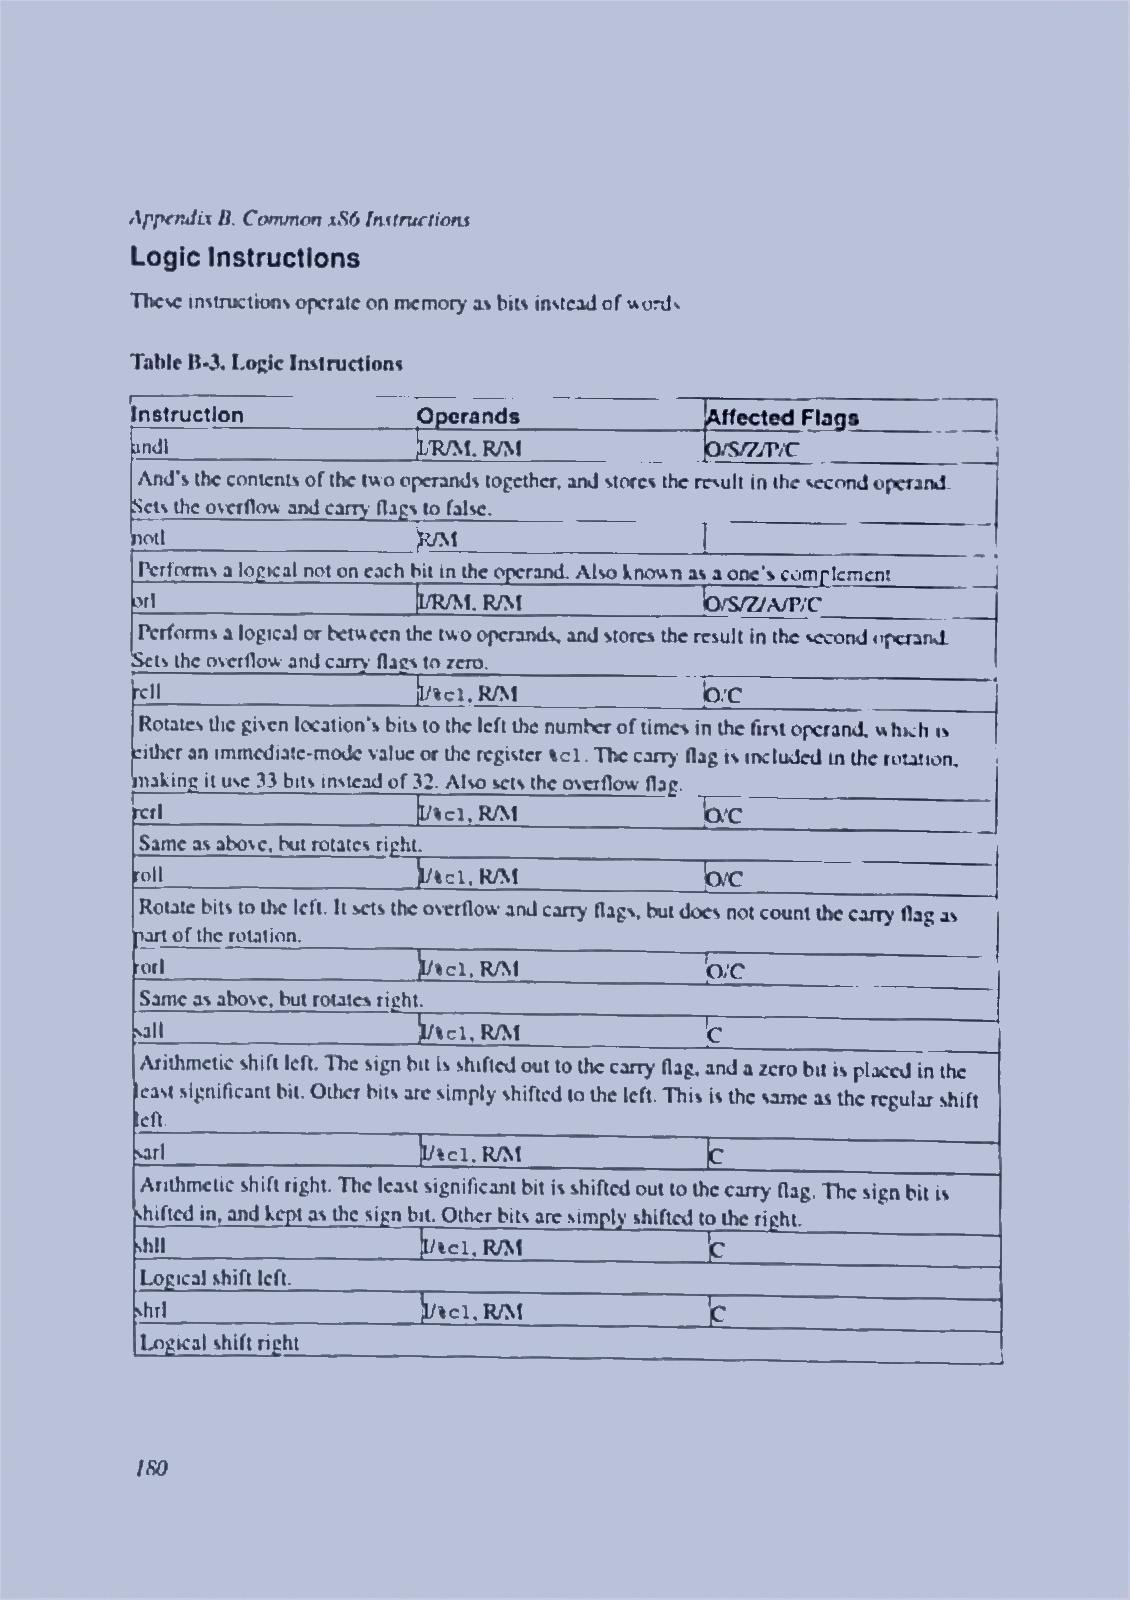 Appendix B. Common x86 Instructions
Logic Instructions
These instructions operate on memory as bits instead of words
Table B-3. Logic Instructions
Instruction Operands Affected Flags
andl I/R/M, R/M O/S/Z/P/C
And's the contents of the two operands together, and stores the result in the second operand.
Sets the overflow and carry flags to false.
notl R/M
Performs a logical not on each bit in the operand. Also known as a one's complement
orl I/R/M, R/M O/S/Z/A/P/C
Performs a logical or between the two operands, and stores the result in the second operand.
Sets the overflow and carry flags to zero.
rcll I/%cl, R/M O/C
Rotates the given location's bits to the left the number of times in the first operand, which is
either an immediate-mode value or the register %cl. The carry flag is included in the rotation,
making it use 33 bits instead of 32. Also sets the overflow flag.
rcrl I/%cl, R/M O/C
Same as above, but rotates right.
roll I/%cl, R/M O/C
Rotate bits to the left. It sets the overflow and carry flags, but does not count the carry flag as
part of the rotation.
rorl I/%cl, R/M O/C
Same as above, but rotates right.
sall I/%cl, R/M C
Arithmetic shift left. The sign bit is shifted out to the carry flag, and a zero bit is placed in the
least significant bit. Other bits are simply shifted to the left. This is the same as the regular shift
left.
sarl I/%cl, R/M C
Arithmetic shift right. The least significant bit is shifted out to the carry flag. The sign bit is
shifted in, and kept as the sign bit. Other bits are simply shifted to the right.
shll I/%cl, R/M C
Logical shift left.
shrl I/%cl, R/M C
Logical shift right
180